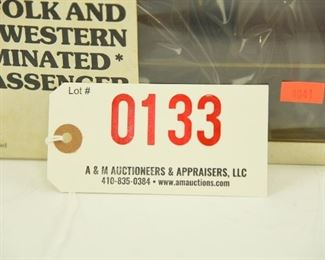 OLK AND
WESTERN
MINATED*
ASSENGER
Lot #
0133
A & M AUCTIONEERS & APPRAISERS, LLC
410-835-0384 • www.amauctions.com